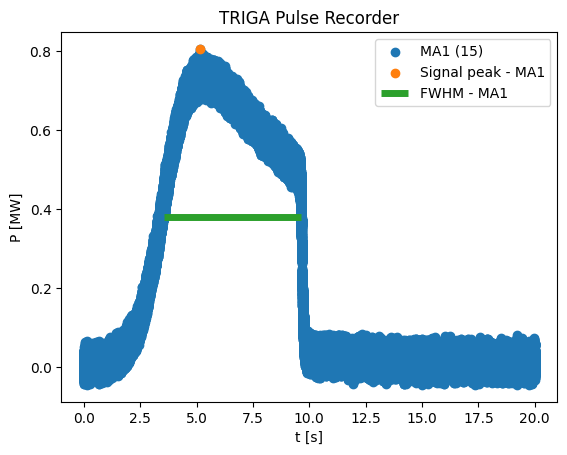 TRIGA Pulse Recorder
MA1 (15)
Signal peak - MA1
FWHM - MA1
P [MW]
0.8
0.6
0.4
0.2
0.0
0.0 2.5 5.0 7.5 10.0 12.5 15.0 17.5 20.0
t [s]